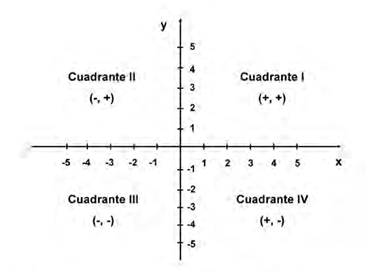 y
5
Cuadrante II
4
Cuadrante I
(-, +)
3
(+, +)
2
1
-5 -4 -3 -2 -1 1 2 3 4 5 x
-1
Cuadrante III
-2
Cuadrante IV
(-, -)
-3
(+, -)
-4
-5